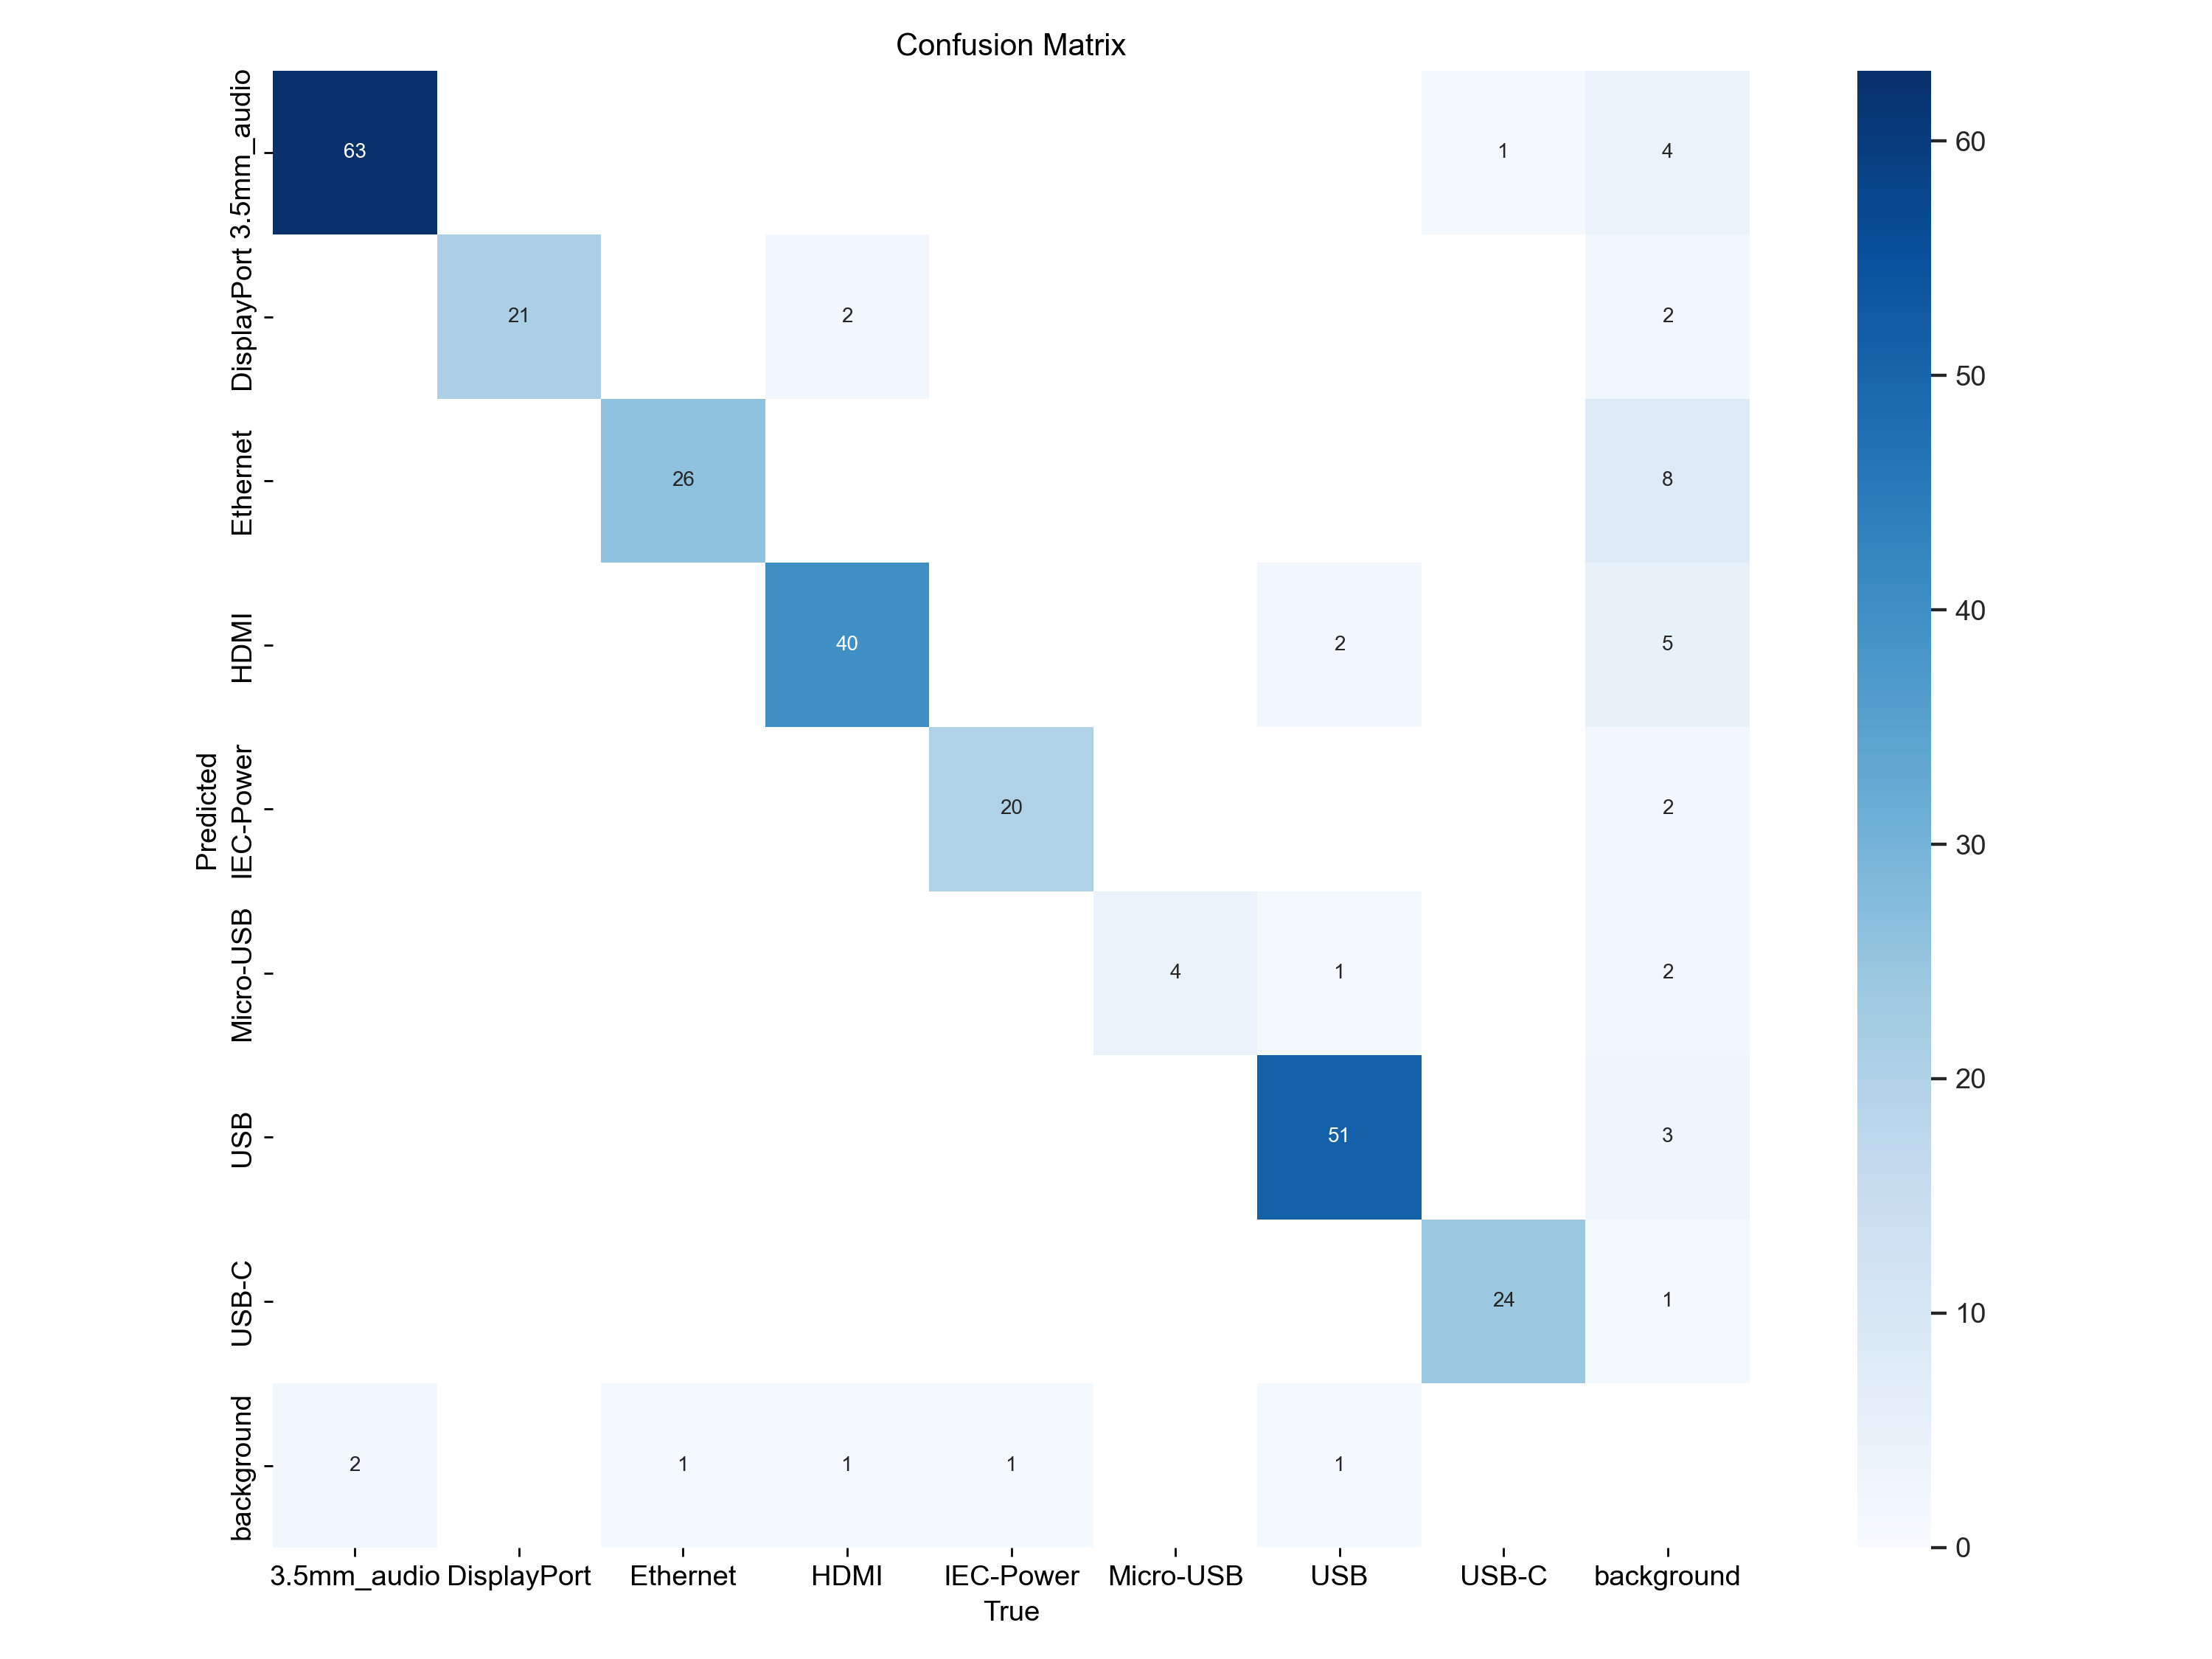 Confusion Matrix
Predicted
3.5mm_audio
63
1
4
DisplayPort
21
2
2
Ethernet
26
8
HDMI
40
2
5
IEC-Power
20
2
Micro-USB
4
1
2
USB
51
3
USB-C
24
1
background
2
1
1
1
1
3.5mm_audio DisplayPort Ethernet HDMI IEC-Power Micro-USB USB USB-C background
True
60
50
40
30
20
10
0